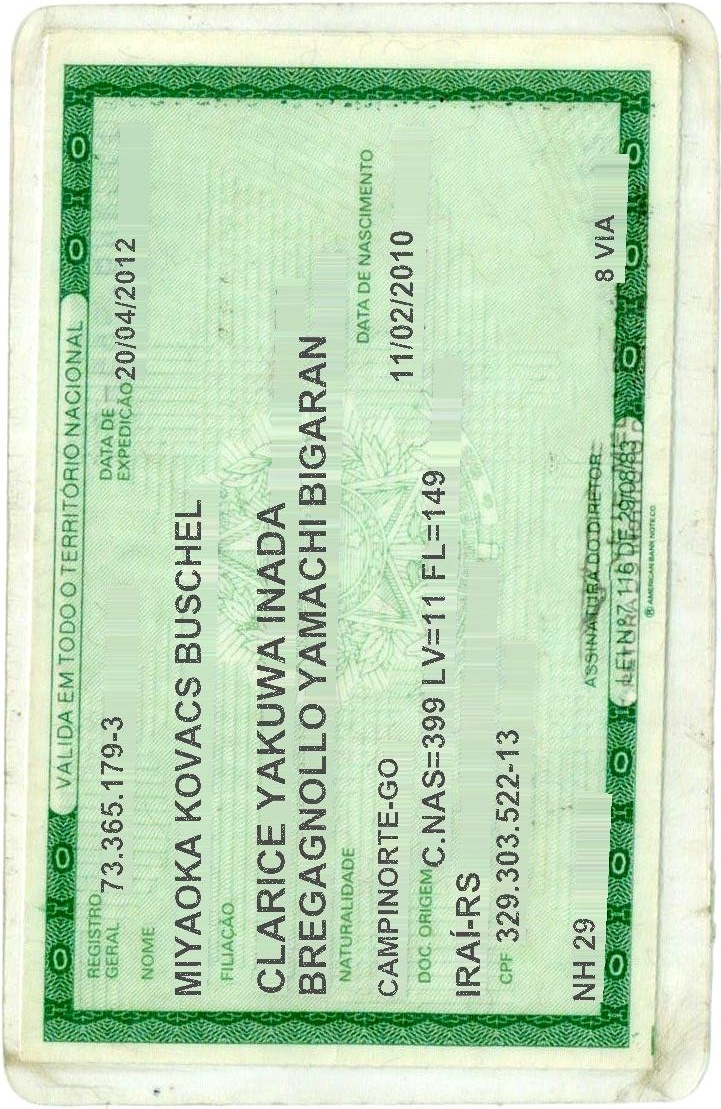 VALIDA EM TODO O TERRITÓRIO NACIONAL
REGISTRO GERAL 73.365.179-3
DATA DE EXPEDIÇÃO 20/04/2012
NOME
MIYAOKA KOVACS BUSCHEL
FILIAÇÃO
CLARICE YAKUWA INADA
BREGAGNOLLO YAMACHI BIGARAN
NATURALIDADE
DATA DE NASCIMENTO
CAMPINORTE-GO
11/02/2010
DOC. ORIGEM C.NAS=399 LV=11 FL=149
IRAÍ-RS
CPF 329.303.522-13
NH 29
8 VIA
ASSINATURA DO DIRETOR
LEI Nº 7.116 DE 29/08/83
® AMERICAN BANK NOTE CO